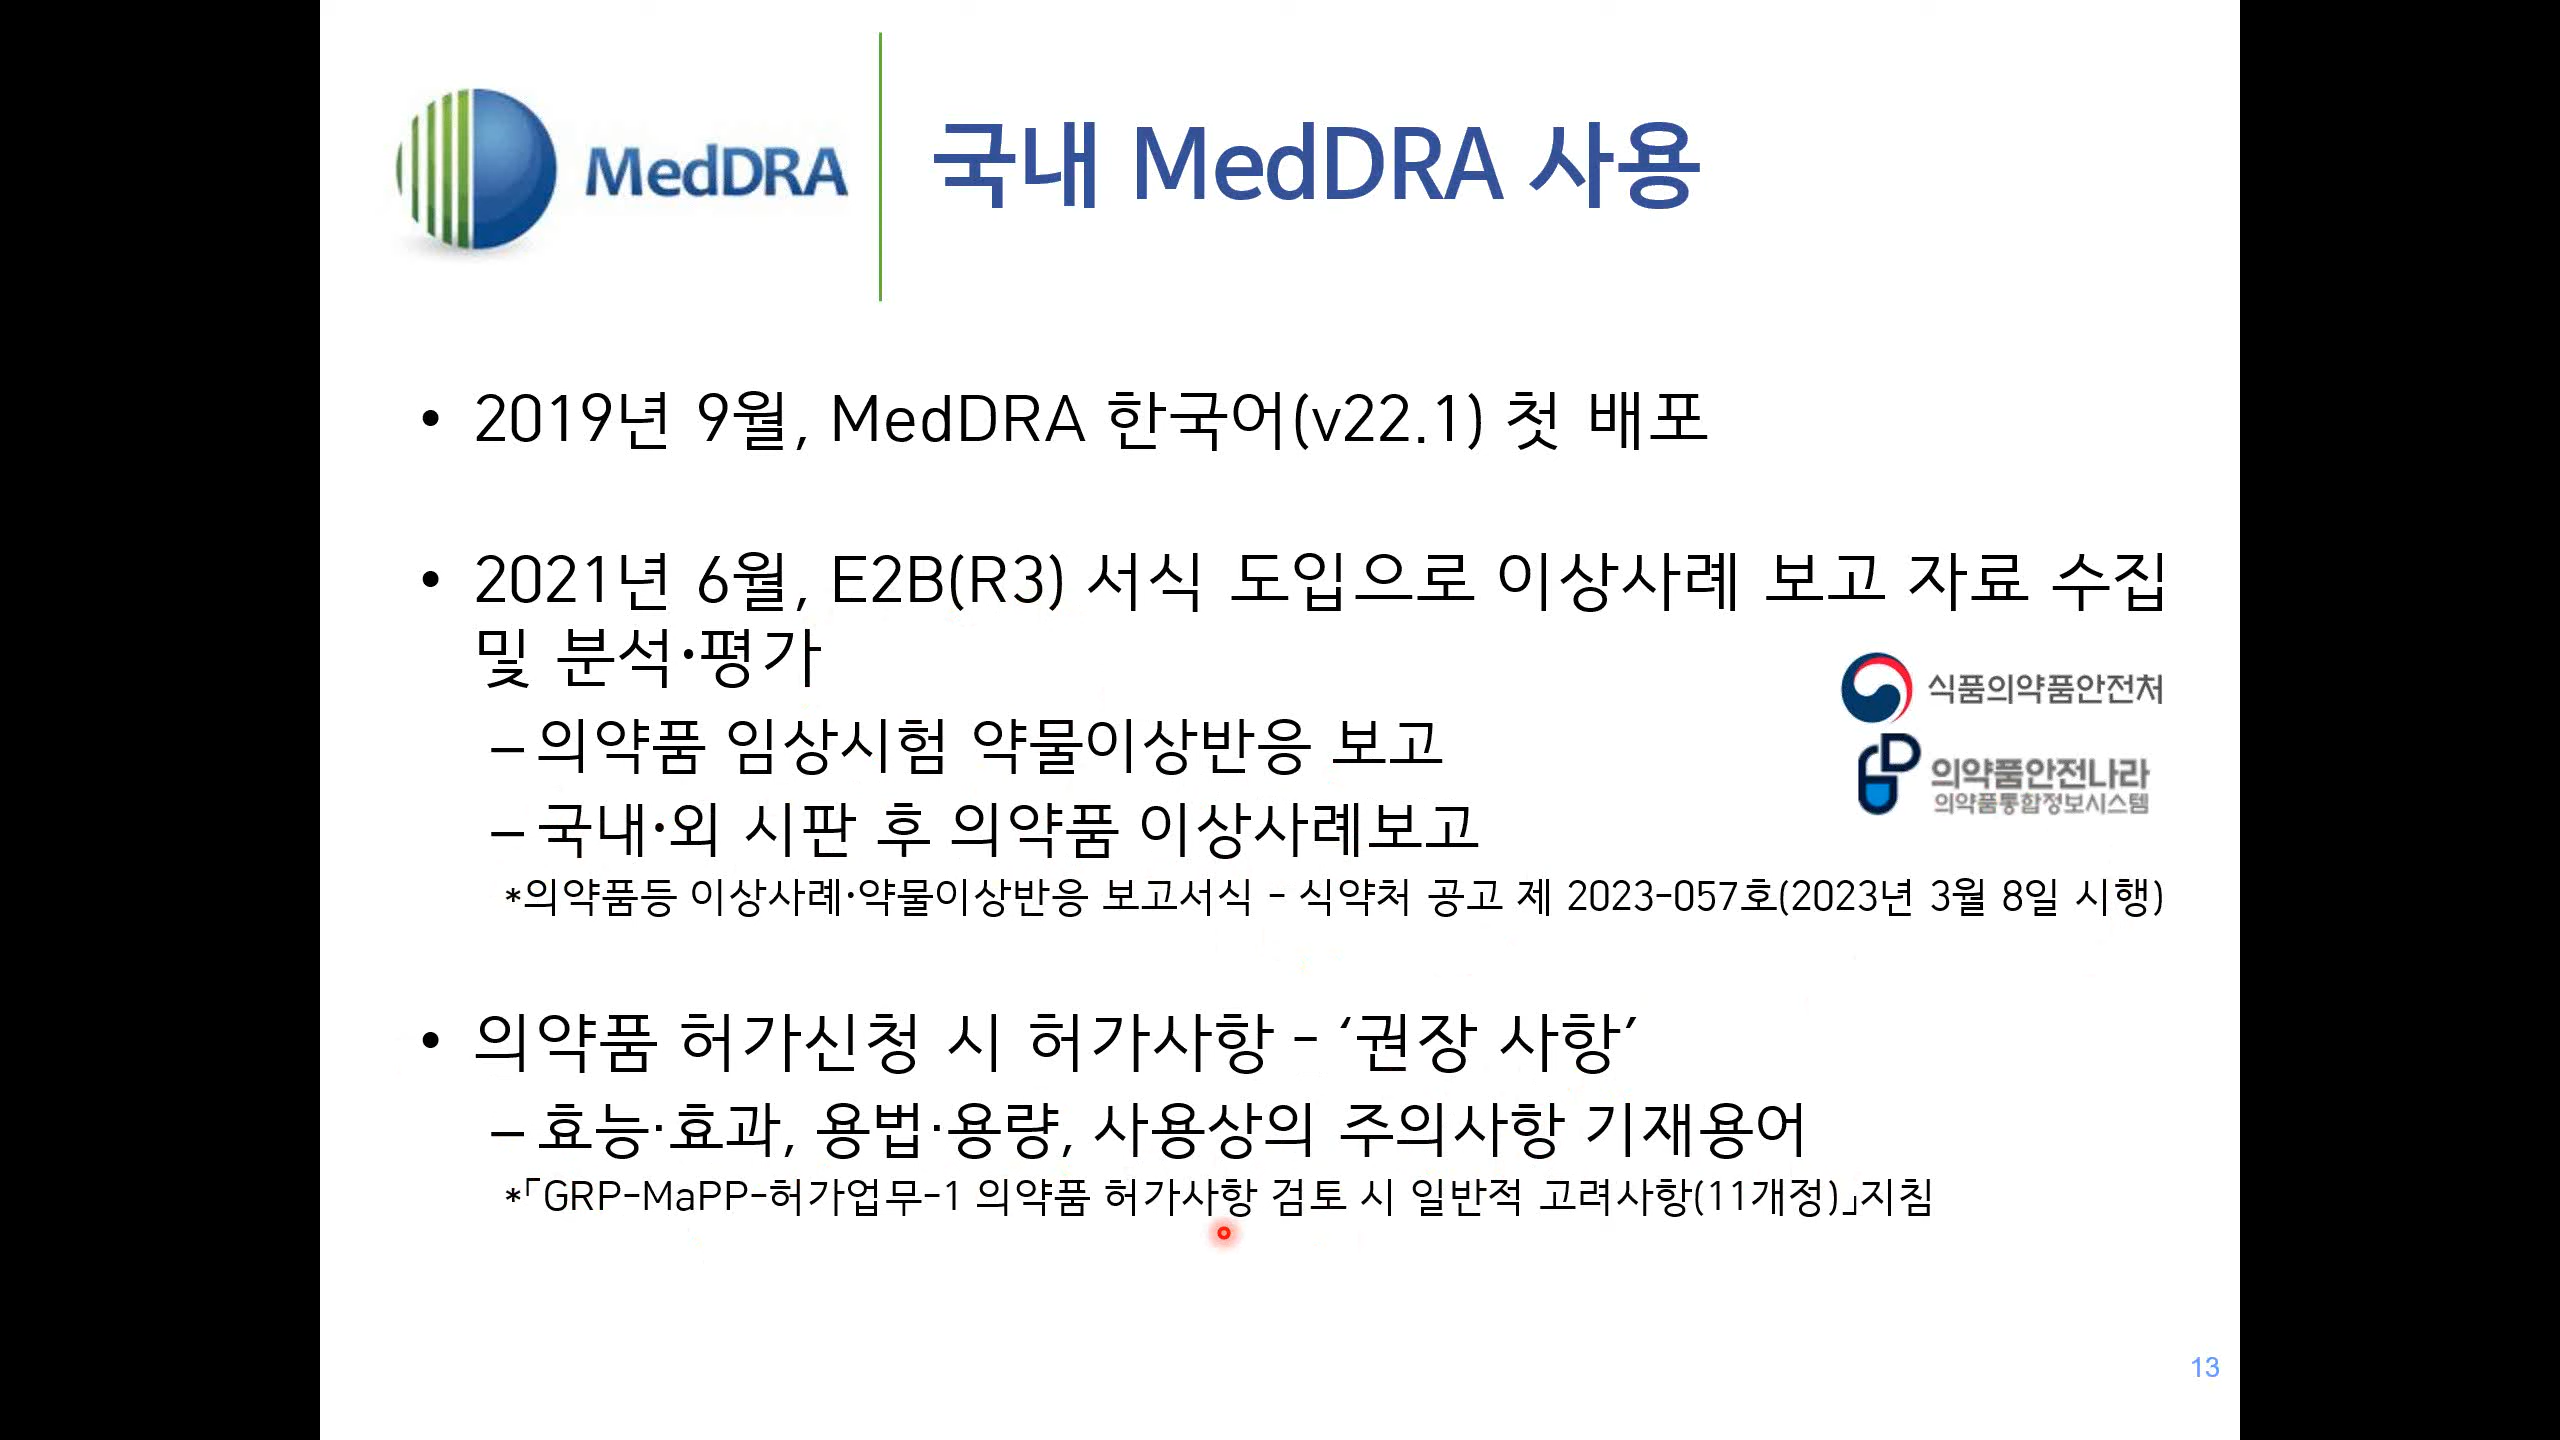 MedDRA
국내 MedDRA 사용
• 2019년 9월, MedDRA 한국어(v22.1) 첫 배포
• 2021년 6월, E2B(R3) 서식 도입으로 이상사례 보고 자료 수집
및 분석·평가
식품의약품안전처
– 의약품 임상시험 약물이상반응 보고
의약품안전나라
의약품통합정보시스템
– 국내·외 시판 후 의약품 이상사례보고
*의약품등 이상사례·약물이상반응 보고서식 - 식약처 공고 제 2023-057호(2023년 3월 8일 시행)
• 의약품 허가신청 시 허가사항 - ‘권장 사항’
– 효능·효과, 용법·용량, 사용상의 주의사항 기재용어
*「GRP-MaPP-허가업무-1 의약품 허가사항 검토 시 일반적 고려사항(11개정)」지침
13